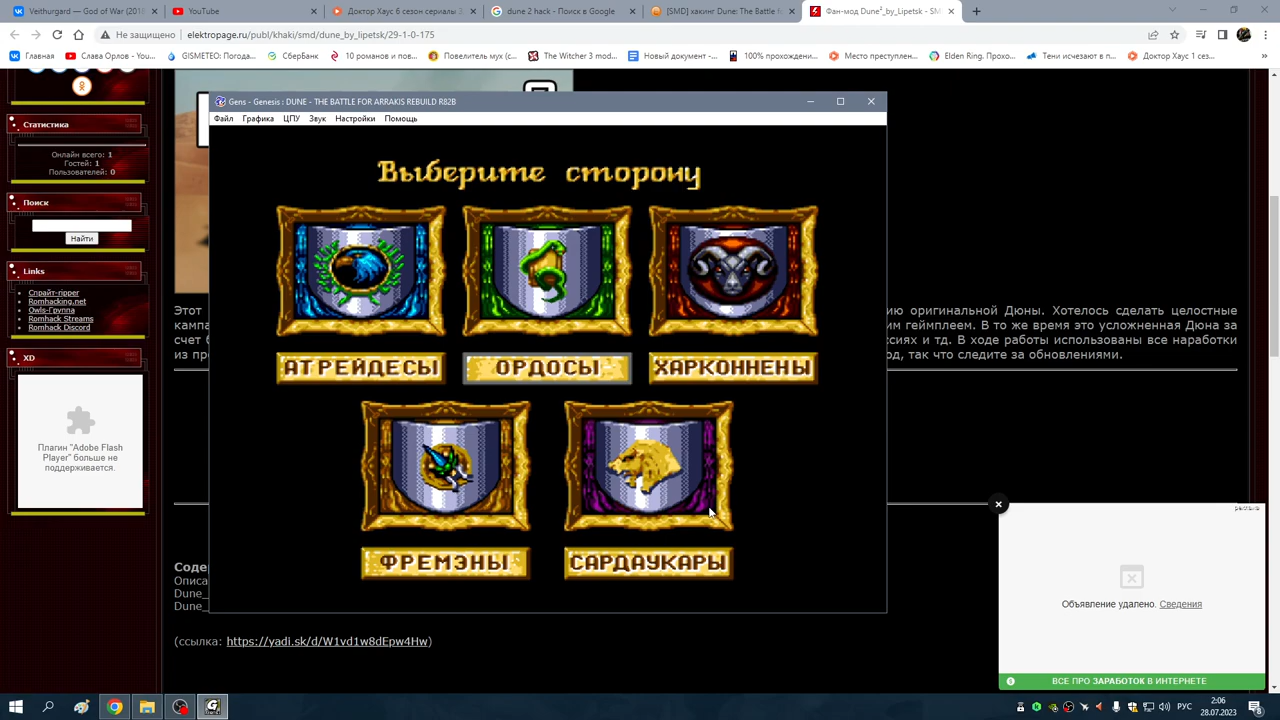 Veithurgard — God of War (2018
YouTube
Доктор Хаус 6 сезон сериалы 3
dune 2 hack - Поиск в Google
[SMD] хакинг Dune: The Battle f
Фан-мод Dune²_by_Lipetsk - SM
Не защищено
elektropage.ru/publ/khaki/smd/dune_by_lipetsk/29-1-0-175
Главная
Слава Орлов - You...
GISMETEO: Погода...
СберБанк
10 романов и пов...
Повелитель мух (с...
The Witcher 3 mod...
Новый документ -...
100% прохождени...
Место преступлен...
Elden Ring. Прохо...
Тени исчезают в п...
Доктор Хаус 1 сез...
»
Статистика
Онлайн всего: 1
Гостей: 1
Пользователей: 0
Поиск
Найти
Links
Спрайт-ripper
Romhacking.net
Owls-Группа
Romhack Streams
Romhack Discord
XD
Плагин "Adobe Flash
Player" больше не
поддерживается.
Gens - Genesis : DUNE - THE BATTLE FOR ARRAKIS REBUILD R82B
Файл Графика ЦПУ Звук Настройки Помощь
Выберите сторону
АТРЕЙДЕСЫ
ОРДОСЫ
ХАРКОННЕНЫ
ФРЕМЭНЫ
САРДАУКАРЫ
Этот
ию оригинальной Дюны. Хотелось сделать целостные
кампа
им геймплеем. В то же время это усложненная Дюна за
счет б
ссиях и тд. В ходе работы использованы все наработки
из пр
од, так что следите за обновлениями.
Соде
Описа
Dune_
Dune_
(ссылка: https://yadi.sk/d/W1vd1w8dEpw4Hw)
реклама
Объявление удалено. Сведения
ВСЕ ПРО ЗАРАБОТОК В ИНТЕРНЕТЕ
РУС
2:06
28.07.2023
8